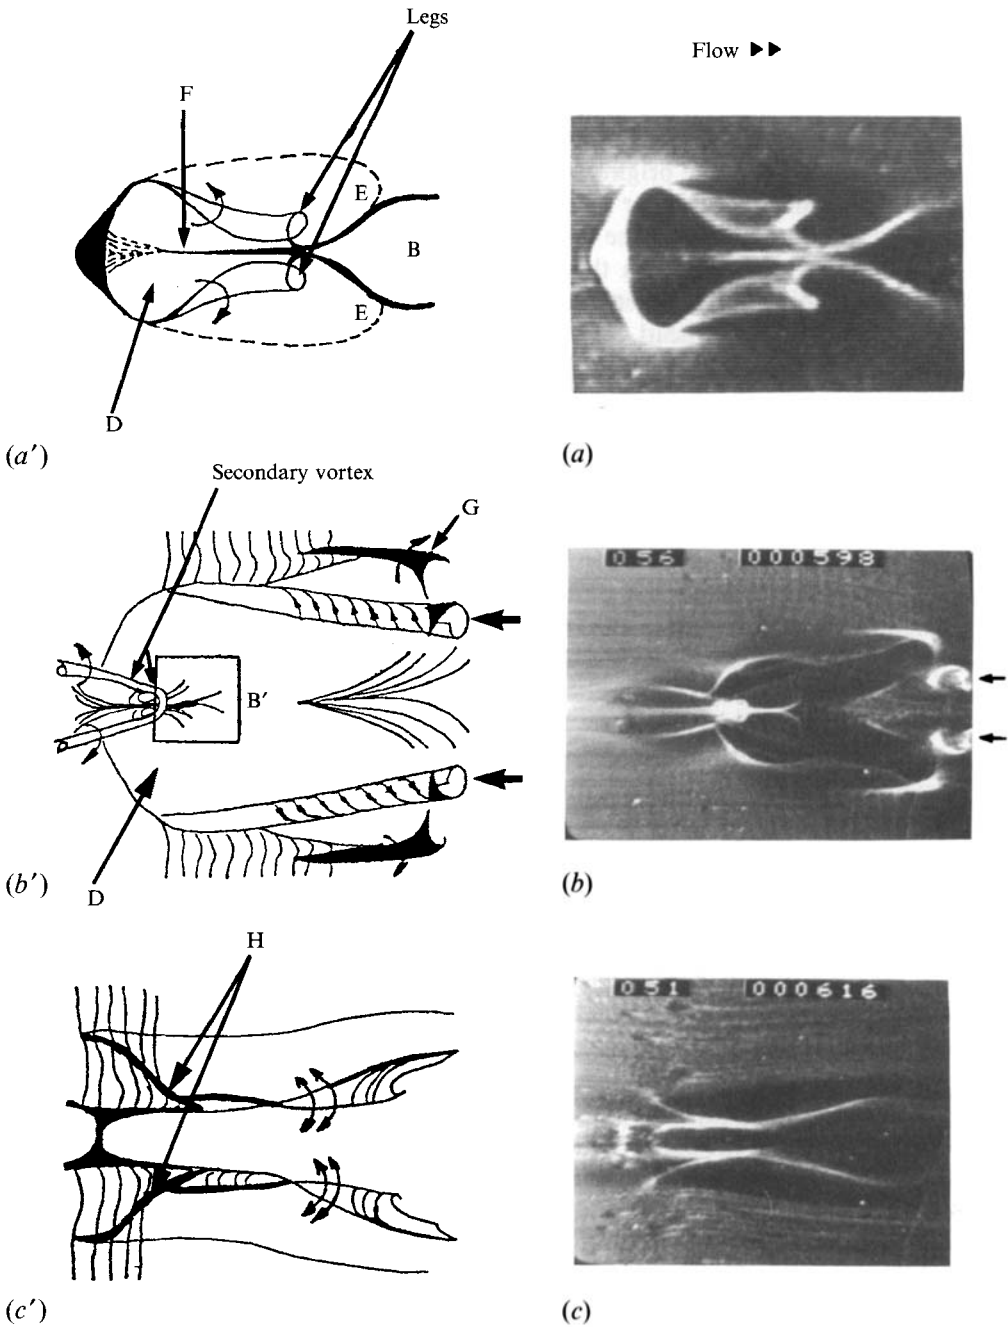 Legs
Flow ▶▶
F
E
B
E
D
(a′)
(a)
Secondary vortex
G
056 000598
B′
D
(b′)
(b)
H
051 000616
(c′)
(c)